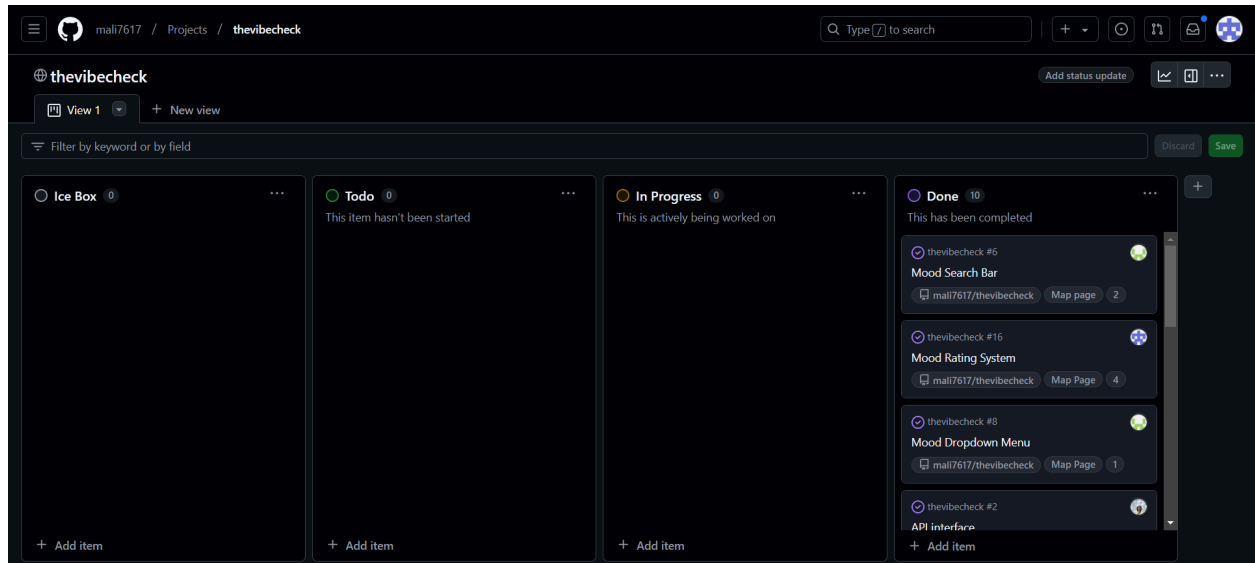 mali7617 / Projects / thevibecheck
Type / to search
thevibecheck
Add status update
View 1
New view
Filter by keyword or by field
Discard
Save
Ice Box 0
Add item
Todo 0
This item hasn't been started
Add item
In Progress 0
This is actively being worked on
Add item
Done 10
This has been completed
thevibecheck #6
Mood Search Bar
mali7617/thevibecheck Map page 2
thevibecheck #16
Mood Rating System
mali7617/thevibecheck Map Page 4
thevibecheck #8
Mood Dropdown Menu
mali7617/thevibecheck Map Page 1
thevibecheck #2
API interface
Add item